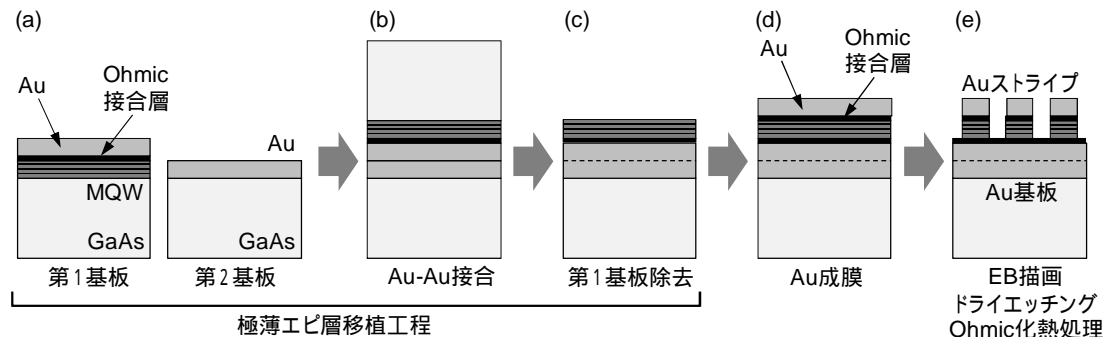 (a)
(b)
(c)
(d)
(e)
Au
Ohmic
接合層
Au
MQW
GaAs
GaAs
第1基板
第2基板
Au-Au接合
第1基板除去
極薄エピ層移植工程
Au
Ohmic
接合層
Au成膜
Auストライプ
Au基板
EB描画
ドライエッチング
Ohmic化熱処理